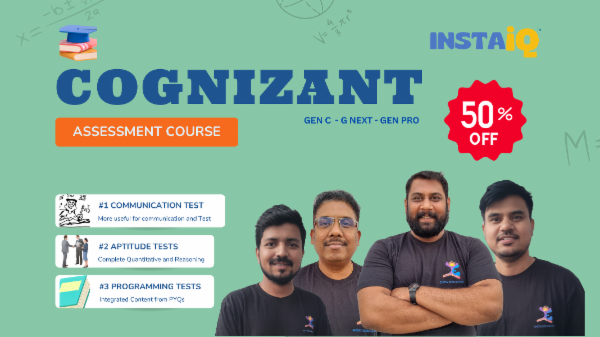 INSTAiQ
COGNIZANT
GEN C - G NEXT - GEN PRO
ASSESSMENT COURSE
50%
OFF
#1 COMMUNICATION TEST
More useful for communication and Test
#2 APTITUDE TESTS
Complete Quantitative and Reasoning
#3 PROGRAMMING TESTS
Integrated Content from PYQs